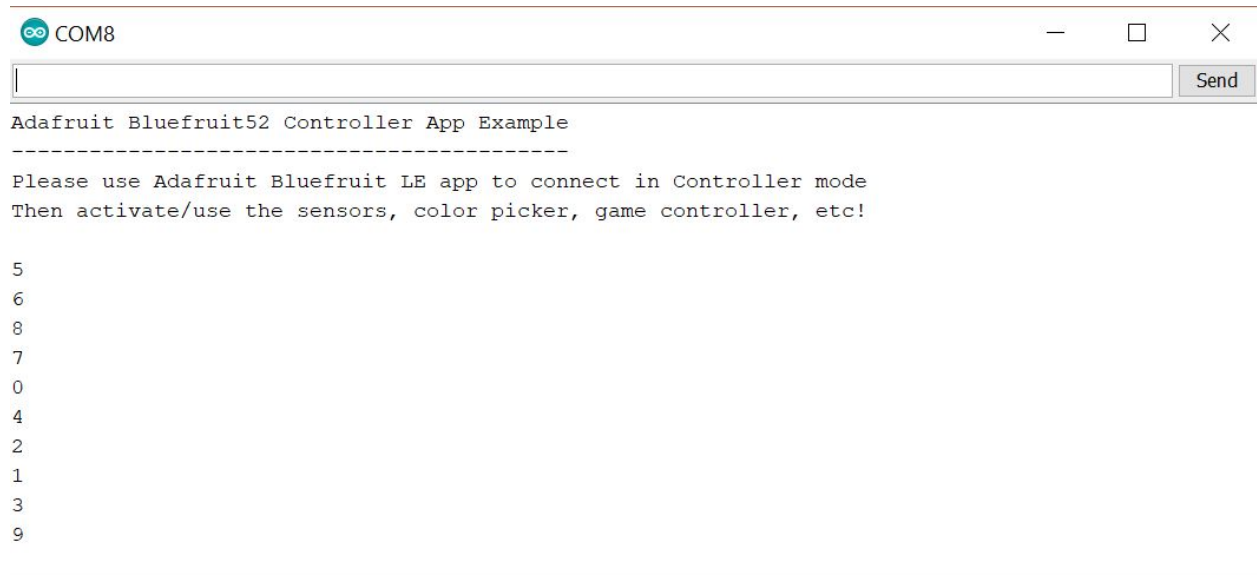 COM8
Send
Adafruit Bluefruit52 Controller App Example
-------------------------------------------
Please use Adafruit Bluefruit LE app to connect in Controller mode
Then activate/use the sensors, color picker, game controller, etc!
5
6
8
7
0
4
2
1
3
9